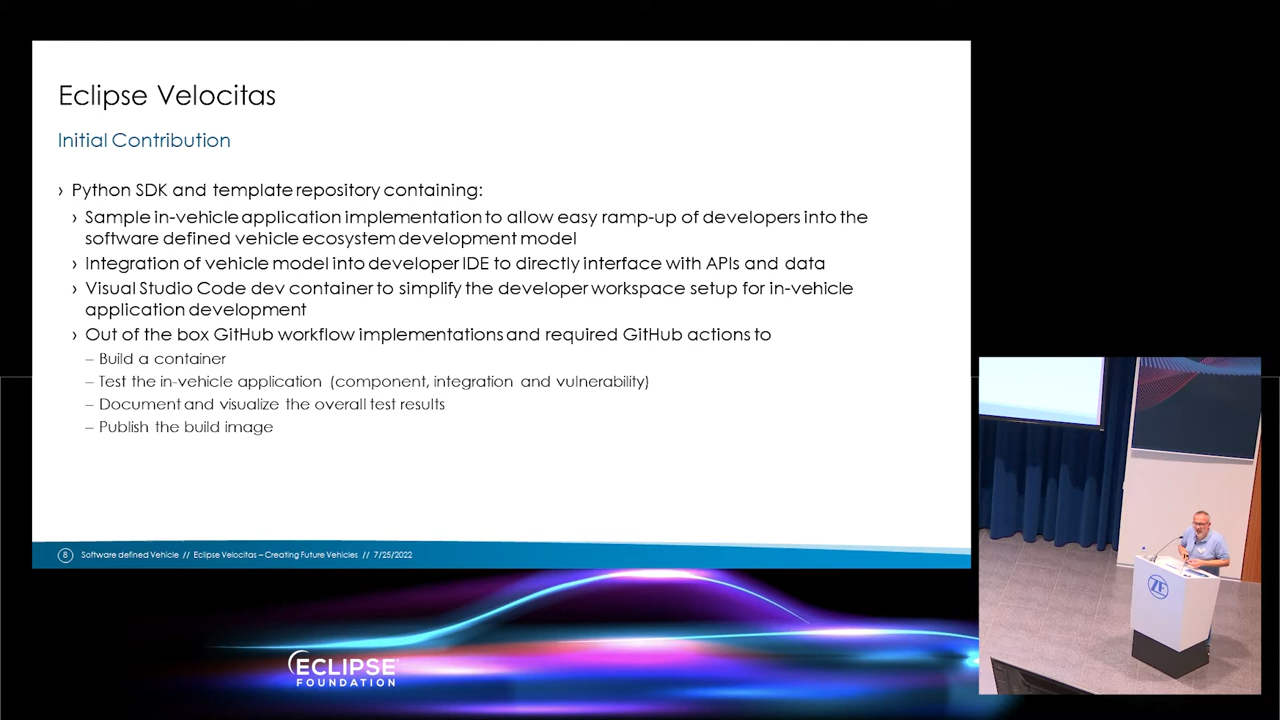 Eclipse Velocitas
Initial Contribution
› Python SDK and template repository containing:
› Sample in-vehicle application implementation to allow easy ramp-up of developers into the
software defined vehicle ecosystem development model
› Integration of vehicle model into developer IDE to directly interface with APIs and data
› Visual Studio Code dev container to simplify the developer workspace setup for in-vehicle
application development
› Out of the box GitHub workflow implementations and required GitHub actions to
– Build a container
– Test the in-vehicle application (component, integration and vulnerability)
– Document and visualize the overall test results
– Publish the build image
8 Software defined Vehicle // Eclipse Velocitas – Creating Future Vehicles // 7/25/2022
ZF
ECLIPSE®
FOUNDATION